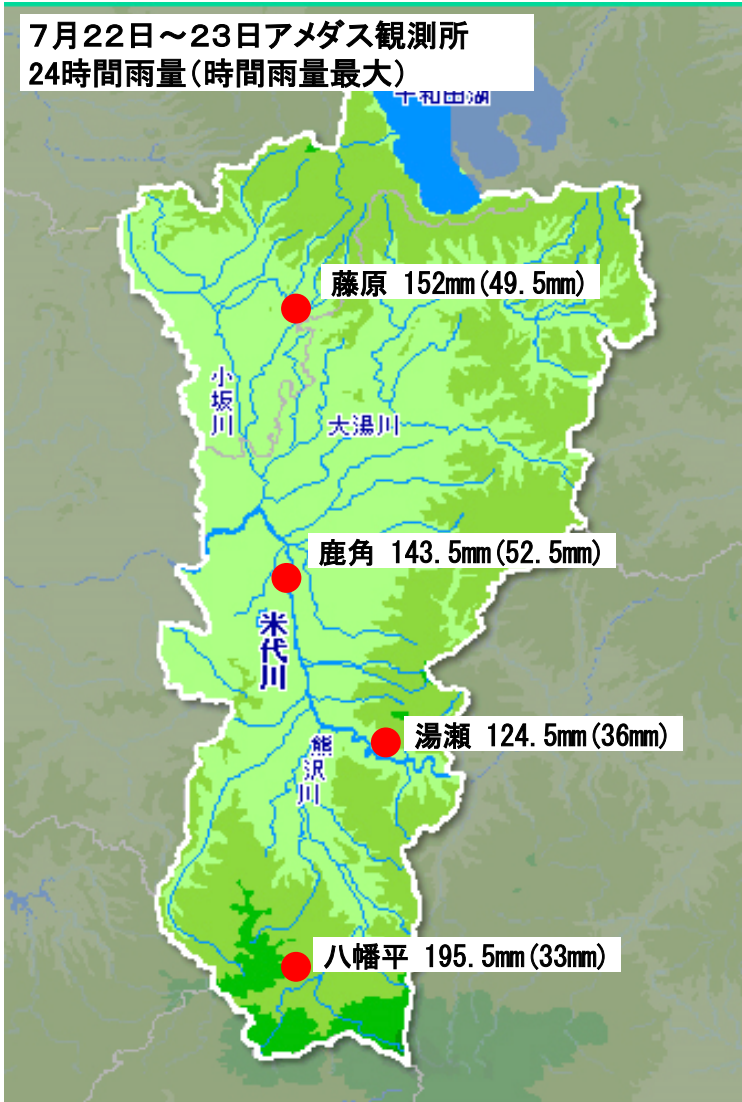 ７月２２日～２３日アメダス観測所
24時間雨量（時間雨量最大）
十和田湖
藤原 152mm(49.5mm)
小坂川
大湯川
鹿角 143.5mm(52.5mm)
米代川
湯瀬 124.5mm(36mm)
熊沢川
八幡平 195.5mm(33mm)